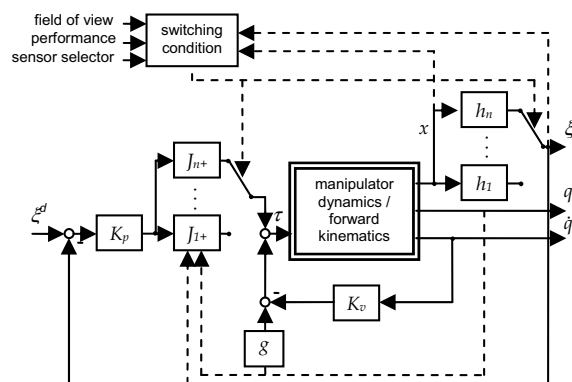 field of view
performance
sensor selector
switching
condition
x
hₙ
h₁
ξ
q
q̇
Jₙ₊
J₁₊
ξᵈ
Kₚ
-
τ
manipulator
dynamics /
forward
kinematics
-
Kᵥ
g